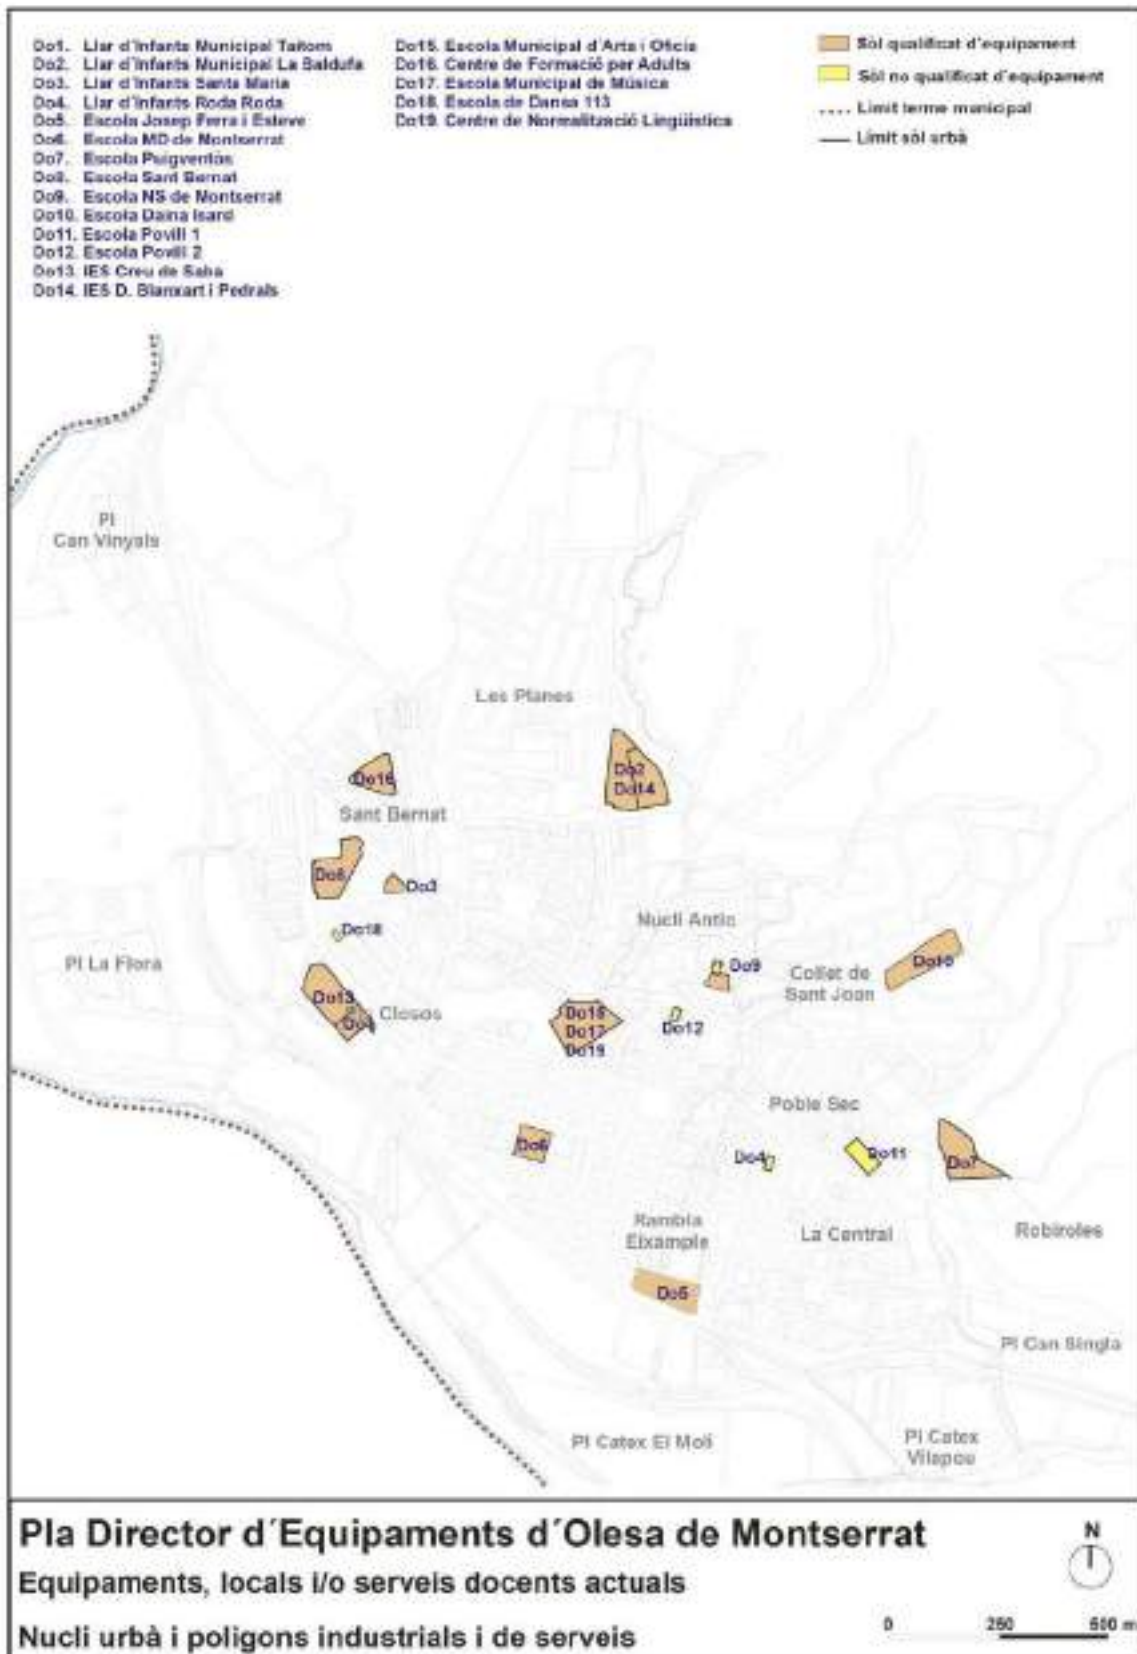 Do1. Llar d'Infants Municipal Taitom
Do2. Llar d'Infants Municipal La Baldufa
Do3. Llar d'Infants Santa Maria
Do4. Llar d'Infants Roda Roda
Do5. Escola Josep Ferra i Esteve
Do6. Escola MD de Montserrat
Do7. Escola Puigventós
Do8. Escola Sant Bernat
Do9. Escola NS de Montserrat
Do10. Escola Daina Isard
Do11. Escola Povill 1
Do12. Escola Povill 2
Do13. IES Creu de Saba
Do14. IES D. Blanxart i Pedrals
Do15. Escola Municipal d'Arts i Oficis
Do16. Centre de Formació per Adults
Do17. Escola Municipal de Música
Do18. Escola de Dansa 113
Do19. Centre de Normalització Lingüística
Sòl qualificat d'equipament
Sòl no qualificat d'equipament
Límit terme municipal
Límit sòl urbà
PI
Can Vinyals
Les Planes
Do2
Do14
Sant Bernat
Do3
Do18
Nucli Antic
PI La Flora
Do9
Do10
Collet de
Sant Joan
Do13
Closos
Do17
Do19
Do12
Poble Sec
Do6
Do4
Do11
Do7
Rambla
Eixample
La Central
Robiroles
Do5
PI Can Singla
PI Catex El Molí
PI Catex
Vilapou
Pla Director d'Equipaments d'Olesa de Montserrat
Equipaments, locals i/o serveis docents actuals
Nucli urbà i poligons industrials i de serveis
N
0 250 500 m